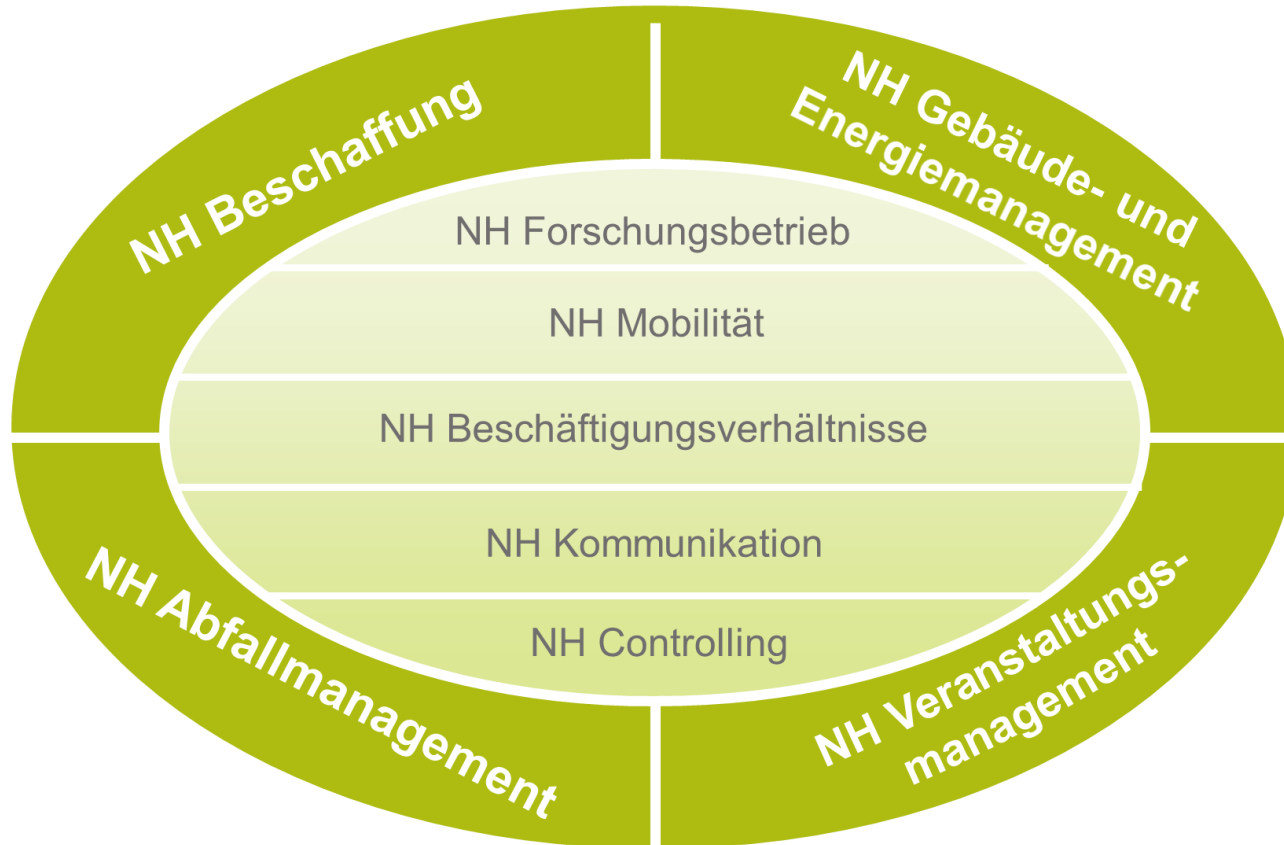 NH Beschaffung
NH Gebäude- und
Energiemanagement
NH Forschungsbetrieb
NH Mobilität
NH Beschäftigungsverhältnisse
NH Kommunikation
NH Controlling
NH Abfallmanagement
NH Veranstaltungs-
management